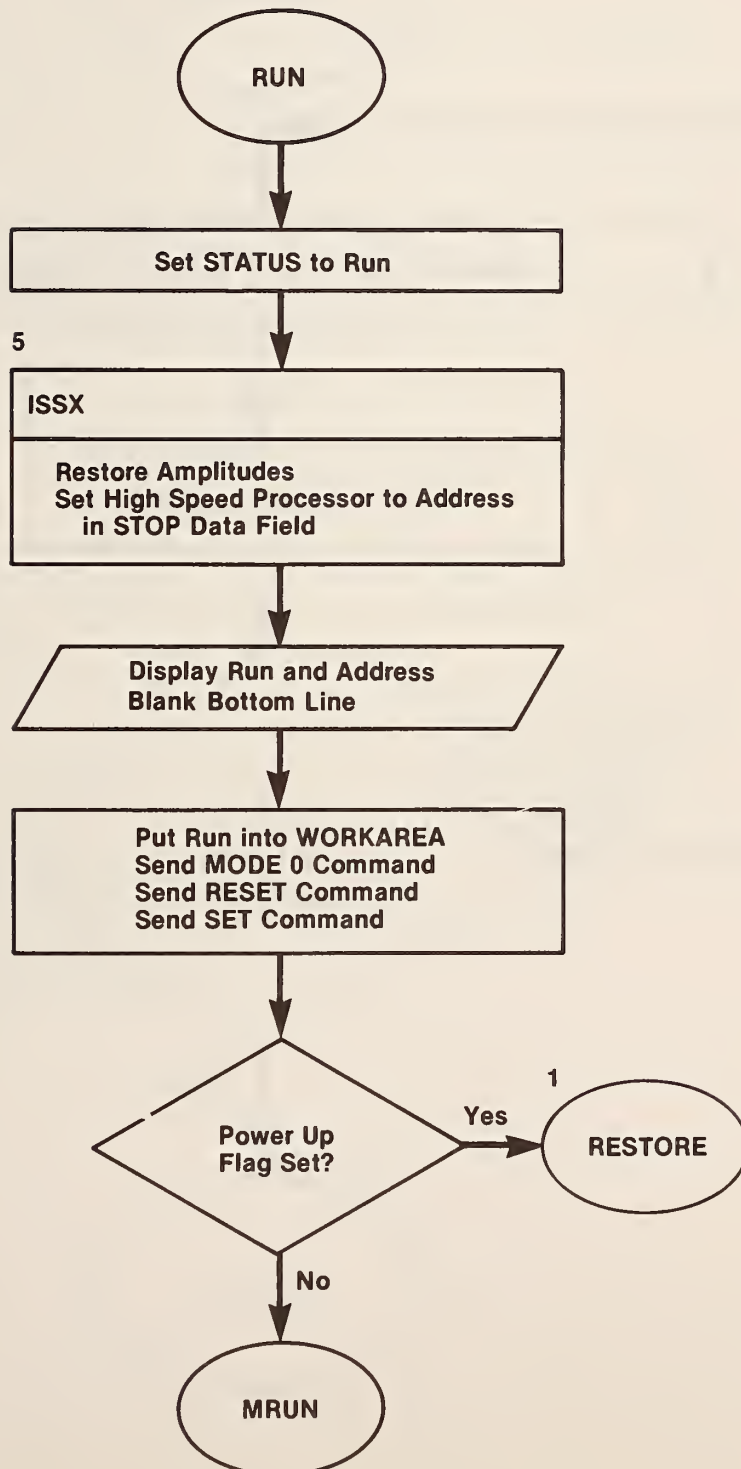 RUN
Set STATUS to Run
5
ISSX
Restore Amplitudes
Set High Speed Processor to Address
in STOP Data Field
Display Run and Address
Blank Bottom Line
Put Run into WORKAREA
Send MODE 0 Command
Send RESET Command
Send SET Command
Power Up
Flag Set?
Yes
1
RESTORE
No
MRUN